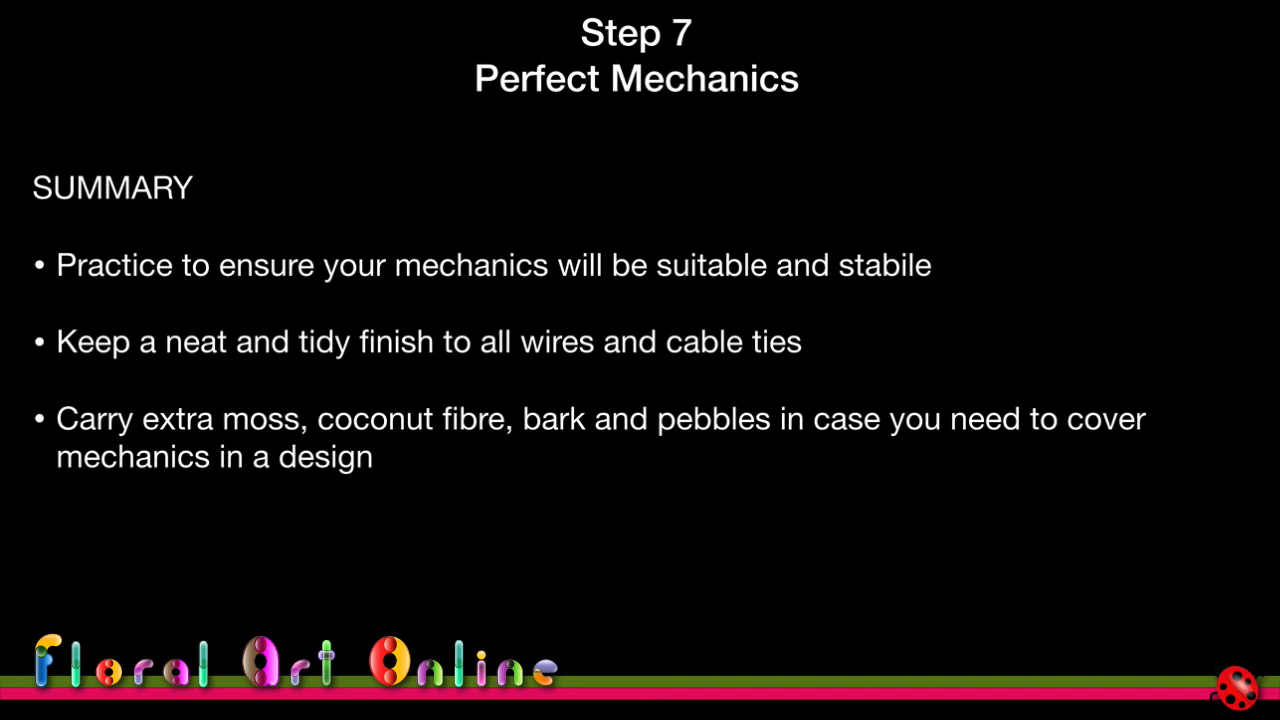 Step 7
Perfect Mechanics
SUMMARY
• Practice to ensure your mechanics will be suitable and stabile
• Keep a neat and tidy finish to all wires and cable ties
• Carry extra moss, coconut fibre, bark and pebbles in case you need to cover
mechanics in a design
Floral Art Online